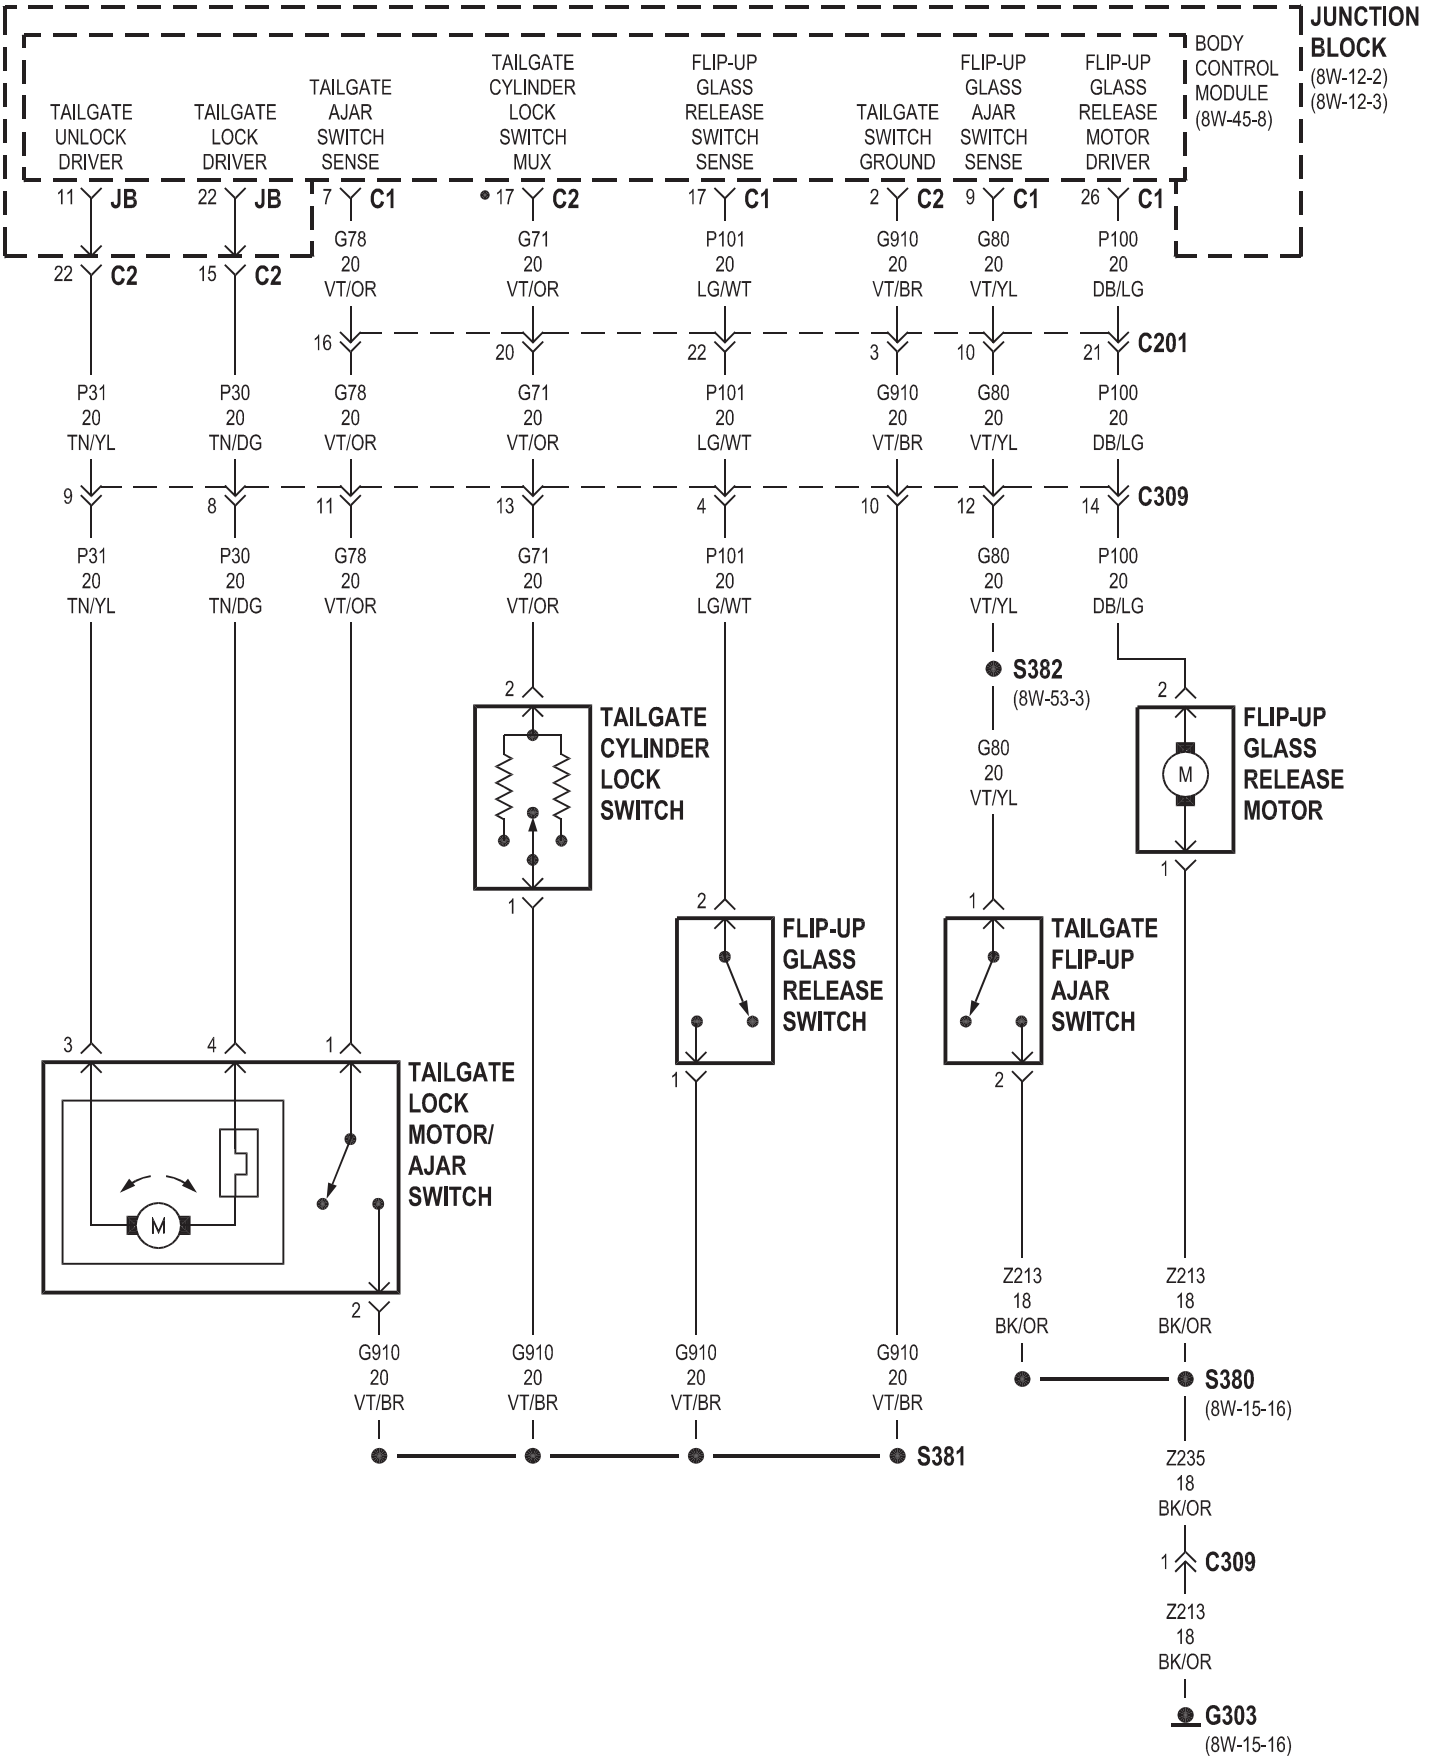 JUNCTION
BLOCK
(8W-12-2)
(8W-12-3)
BODY
CONTROL
MODULE
(8W-45-8)
TAILGATE
UNLOCK
DRIVER
TAILGATE
LOCK
DRIVER
TAILGATE
AJAR
SWITCH
SENSE
TAILGATE
CYLINDER
LOCK
SWITCH
MUX
FLIP-UP
GLASS
RELEASE
SWITCH
SENSE
TAILGATE
SWITCH
GROUND
FLIP-UP
GLASS
AJAR
SWITCH
SENSE
FLIP-UP
GLASS
RELEASE
MOTOR
DRIVER
11 JB
22 JB
7 C1
17 C2
17 C1
2 C2
9 C1
26 C1
22 C2
15 C2
G78
20
VT/OR
G71
20
VT/OR
P101
20
LG/WT
G910
20
VT/BR
G80
20
VT/YL
P100
20
DB/LG
16
20
22
3
10
21
C201
P31
20
TN/YL
P30
20
TN/DG
G78
20
VT/OR
G71
20
VT/OR
P101
20
LG/WT
G910
20
VT/BR
G80
20
VT/YL
P100
20
DB/LG
9
8
11
13
4
10
12
14
C309
P31
20
TN/YL
P30
20
TN/DG
G78
20
VT/OR
G71
20
VT/OR
P101
20
LG/WT
G80
20
VT/YL
P100
20
DB/LG
S382
(8W-53-3)
G80
20
VT/YL
2
TAILGATE
CYLINDER
LOCK
SWITCH
1
2
M
FLIP-UP
GLASS
RELEASE
MOTOR
1
2
FLIP-UP
GLASS
RELEASE
SWITCH
1
1
TAILGATE
FLIP-UP
AJAR
SWITCH
2
3
4
1
M
TAILGATE
LOCK
MOTOR/
AJAR
SWITCH
2
Z213
18
BK/OR
Z213
18
BK/OR
G910
20
VT/BR
G910
20
VT/BR
G910
20
VT/BR
G910
20
VT/BR
S380
(8W-15-16)
S381
Z235
18
BK/OR
1 C309
Z213
18
BK/OR
G303
(8W-15-16)